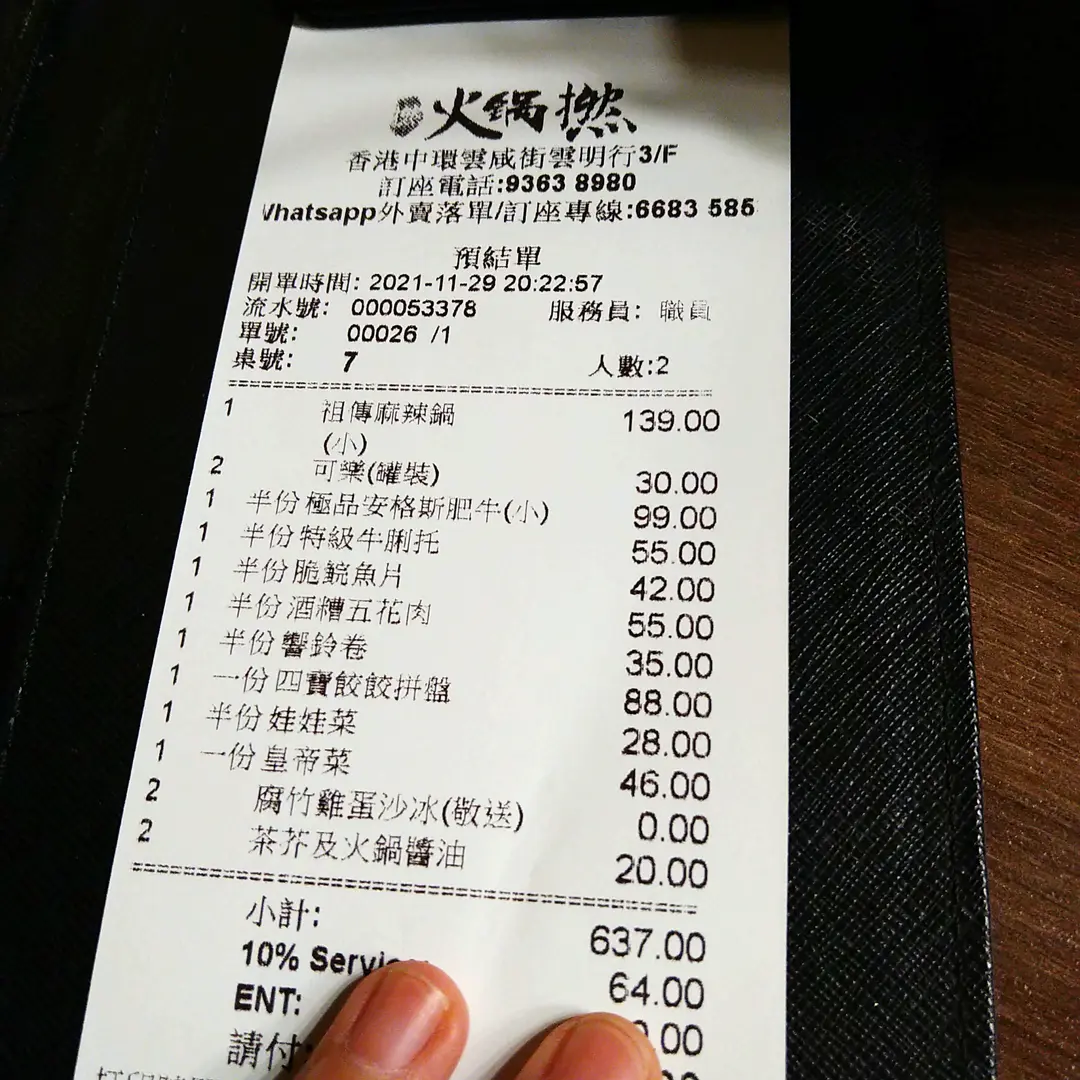 火鍋撚
香港中環雲咸街雲明行3/F
訂座電話:9363 8980
Whatsapp外賣落單/訂座專線:6683 585
預結單
開單時間: 2021-11-29 20:22:57
流水號: 000053378 服務員: 職員
單號: 00026 /1
桌號: 7 人數:2
1 祖傳麻辣鍋 139.00
(小)
2 可樂(罐裝) 30.00
1 半份極品安格斯肥牛(小) 99.00
1 半份特級牛脷托 55.00
1 半份脆鯇魚片 42.00
1 半份酒糟五花肉 55.00
1 半份響鈴卷 35.00
1 一份四寶餃餃拼盤 88.00
1 半份娃娃菜 28.00
1 一份皇帝菜 46.00
2 腐竹雞蛋沙冰(敬送) 0.00
2 茶芥及火鍋醬油 20.00
小計: 637.00
10% Servi 64.00
ENT: .00
請付: